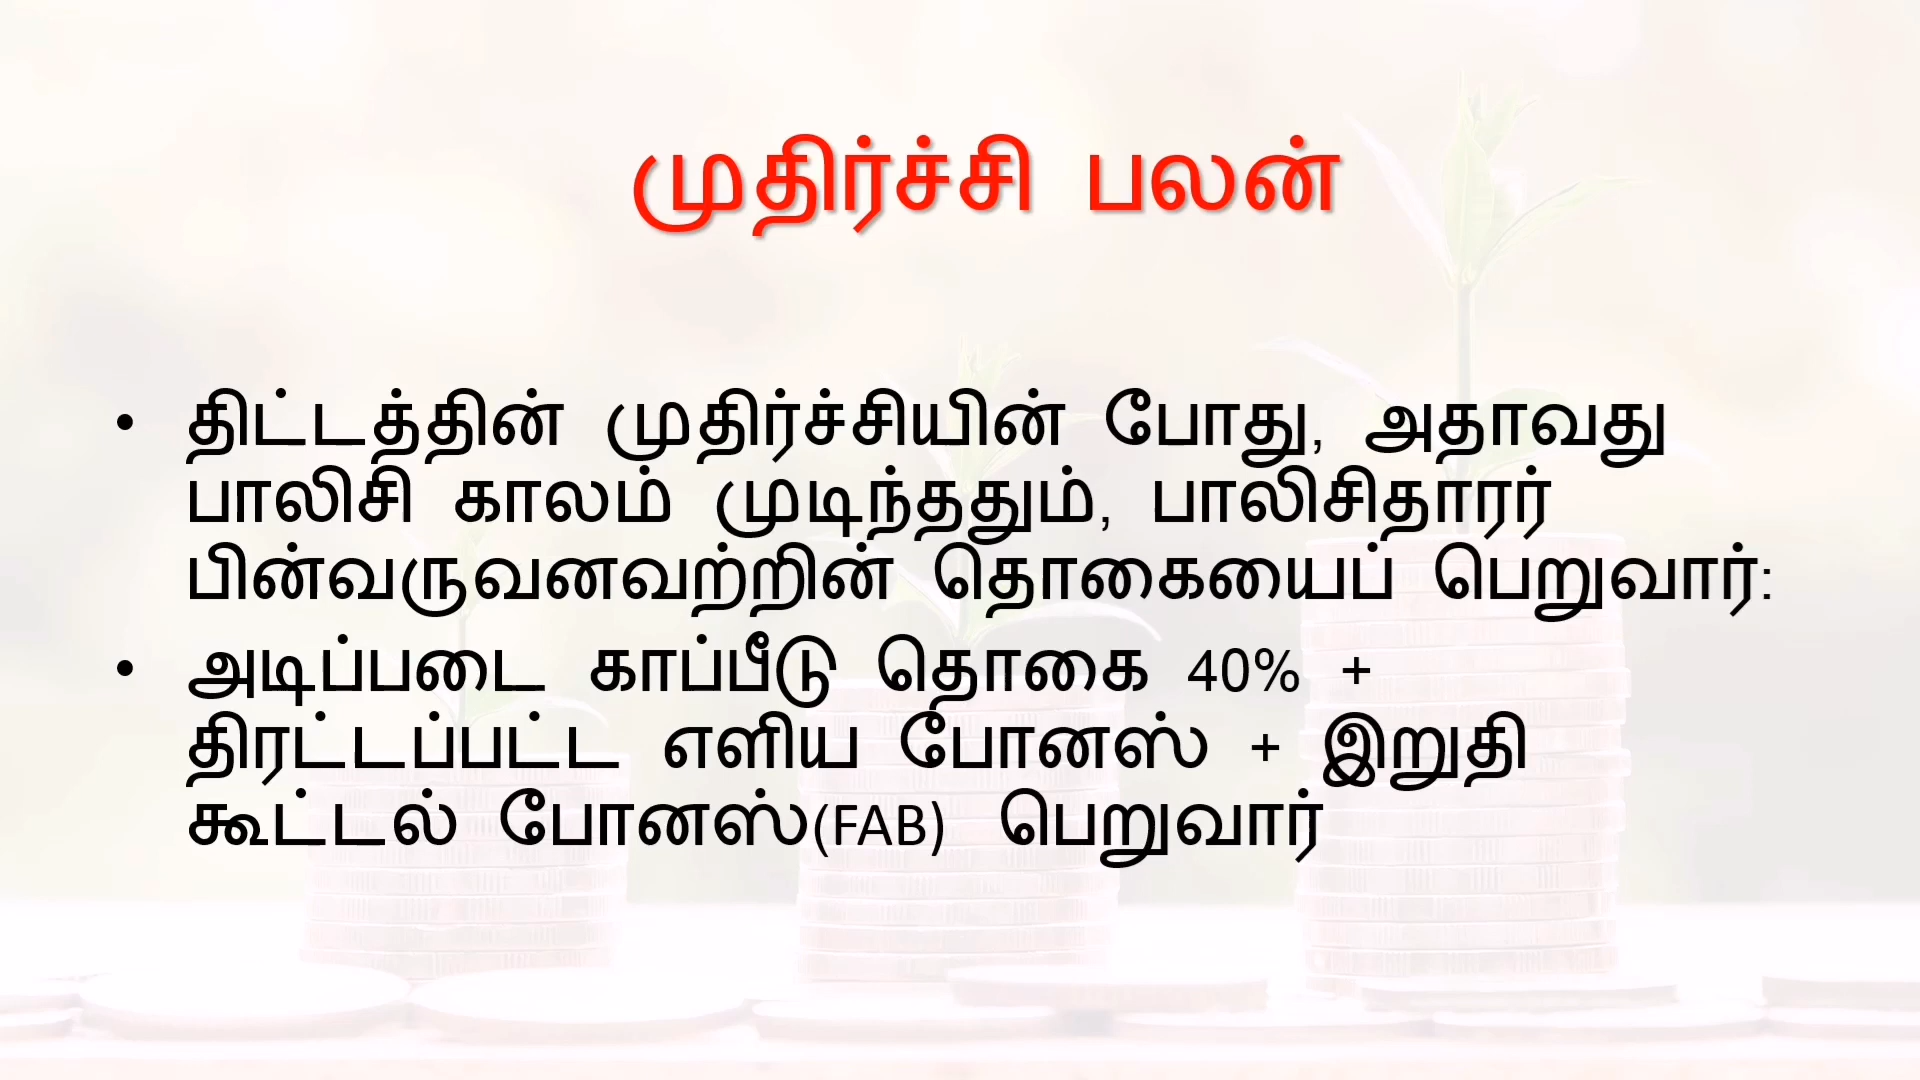 முதிர்ச்சி பலன்
• திட்டத்தின் முதிர்ச்சியின் போது, அதாவது
பாலிசி காலம் முடிந்ததும், பாலிசிதாரர்
பின்வருவனவற்றின் தொகையைப் பெறுவார்:
• அடிப்படை காப்பீடு தொகை 40% +
திரட்டப்பட்ட எளிய போனஸ் + இறுதி
கூட்டல் போனஸ்(FAB) பெறுவார்